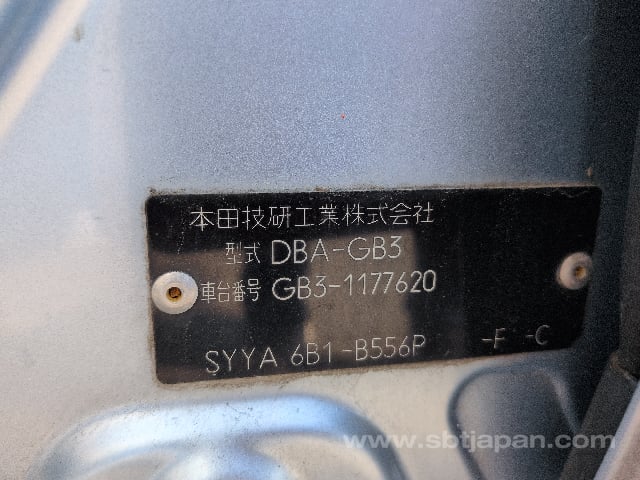 本田技研工業株式会社
型式 DBA-GB3
車台番号 GB3-1177620
SYYA 6B1-B556P -F -C
www.sbtjapan.com